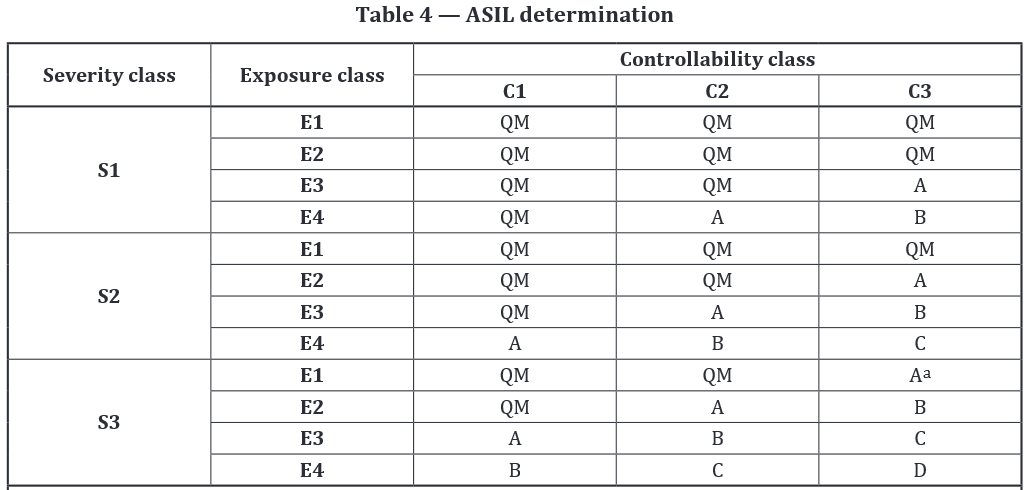 Table 4 — ASIL determination
Severity class Exposure class Controllability class
C1 C2 C3
S1 E1 QM QM QM
E2 QM QM QM
E3 QM QM A
E4 QM A B
S2 E1 QM QM QM
E2 QM QM A
E3 QM A B
E4 A B C
S3 E1 QM QM Aᵃ
E2 QM A B
E3 A B C
E4 B C D